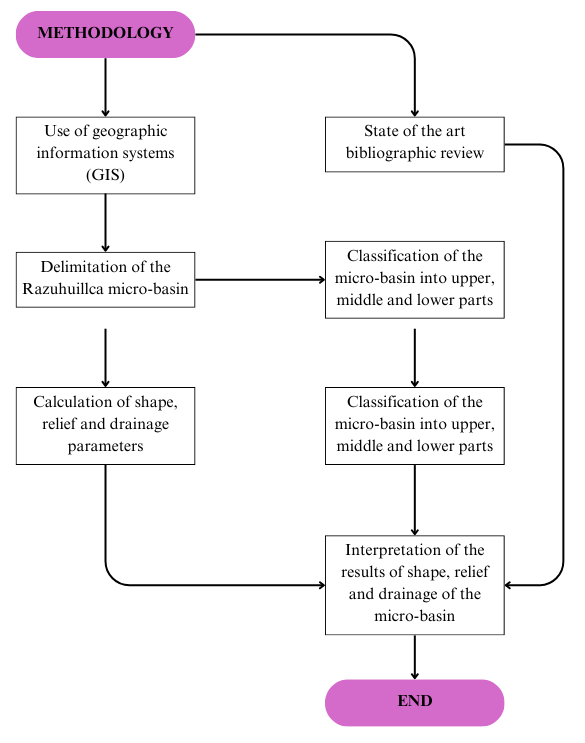 METHODOLOGY
Use of geographic
information systems
(GIS)
State of the art
bibliographic review
Delimitation of the
Razuhuillca micro-basin
Classification of the
micro-basin into upper,
middle and lower parts
Calculation of shape,
relief and drainage
parameters
Classification of the
micro-basin into upper,
middle and lower parts
Interpretation of the
results of shape, relief
and drainage of the
micro-basin
END